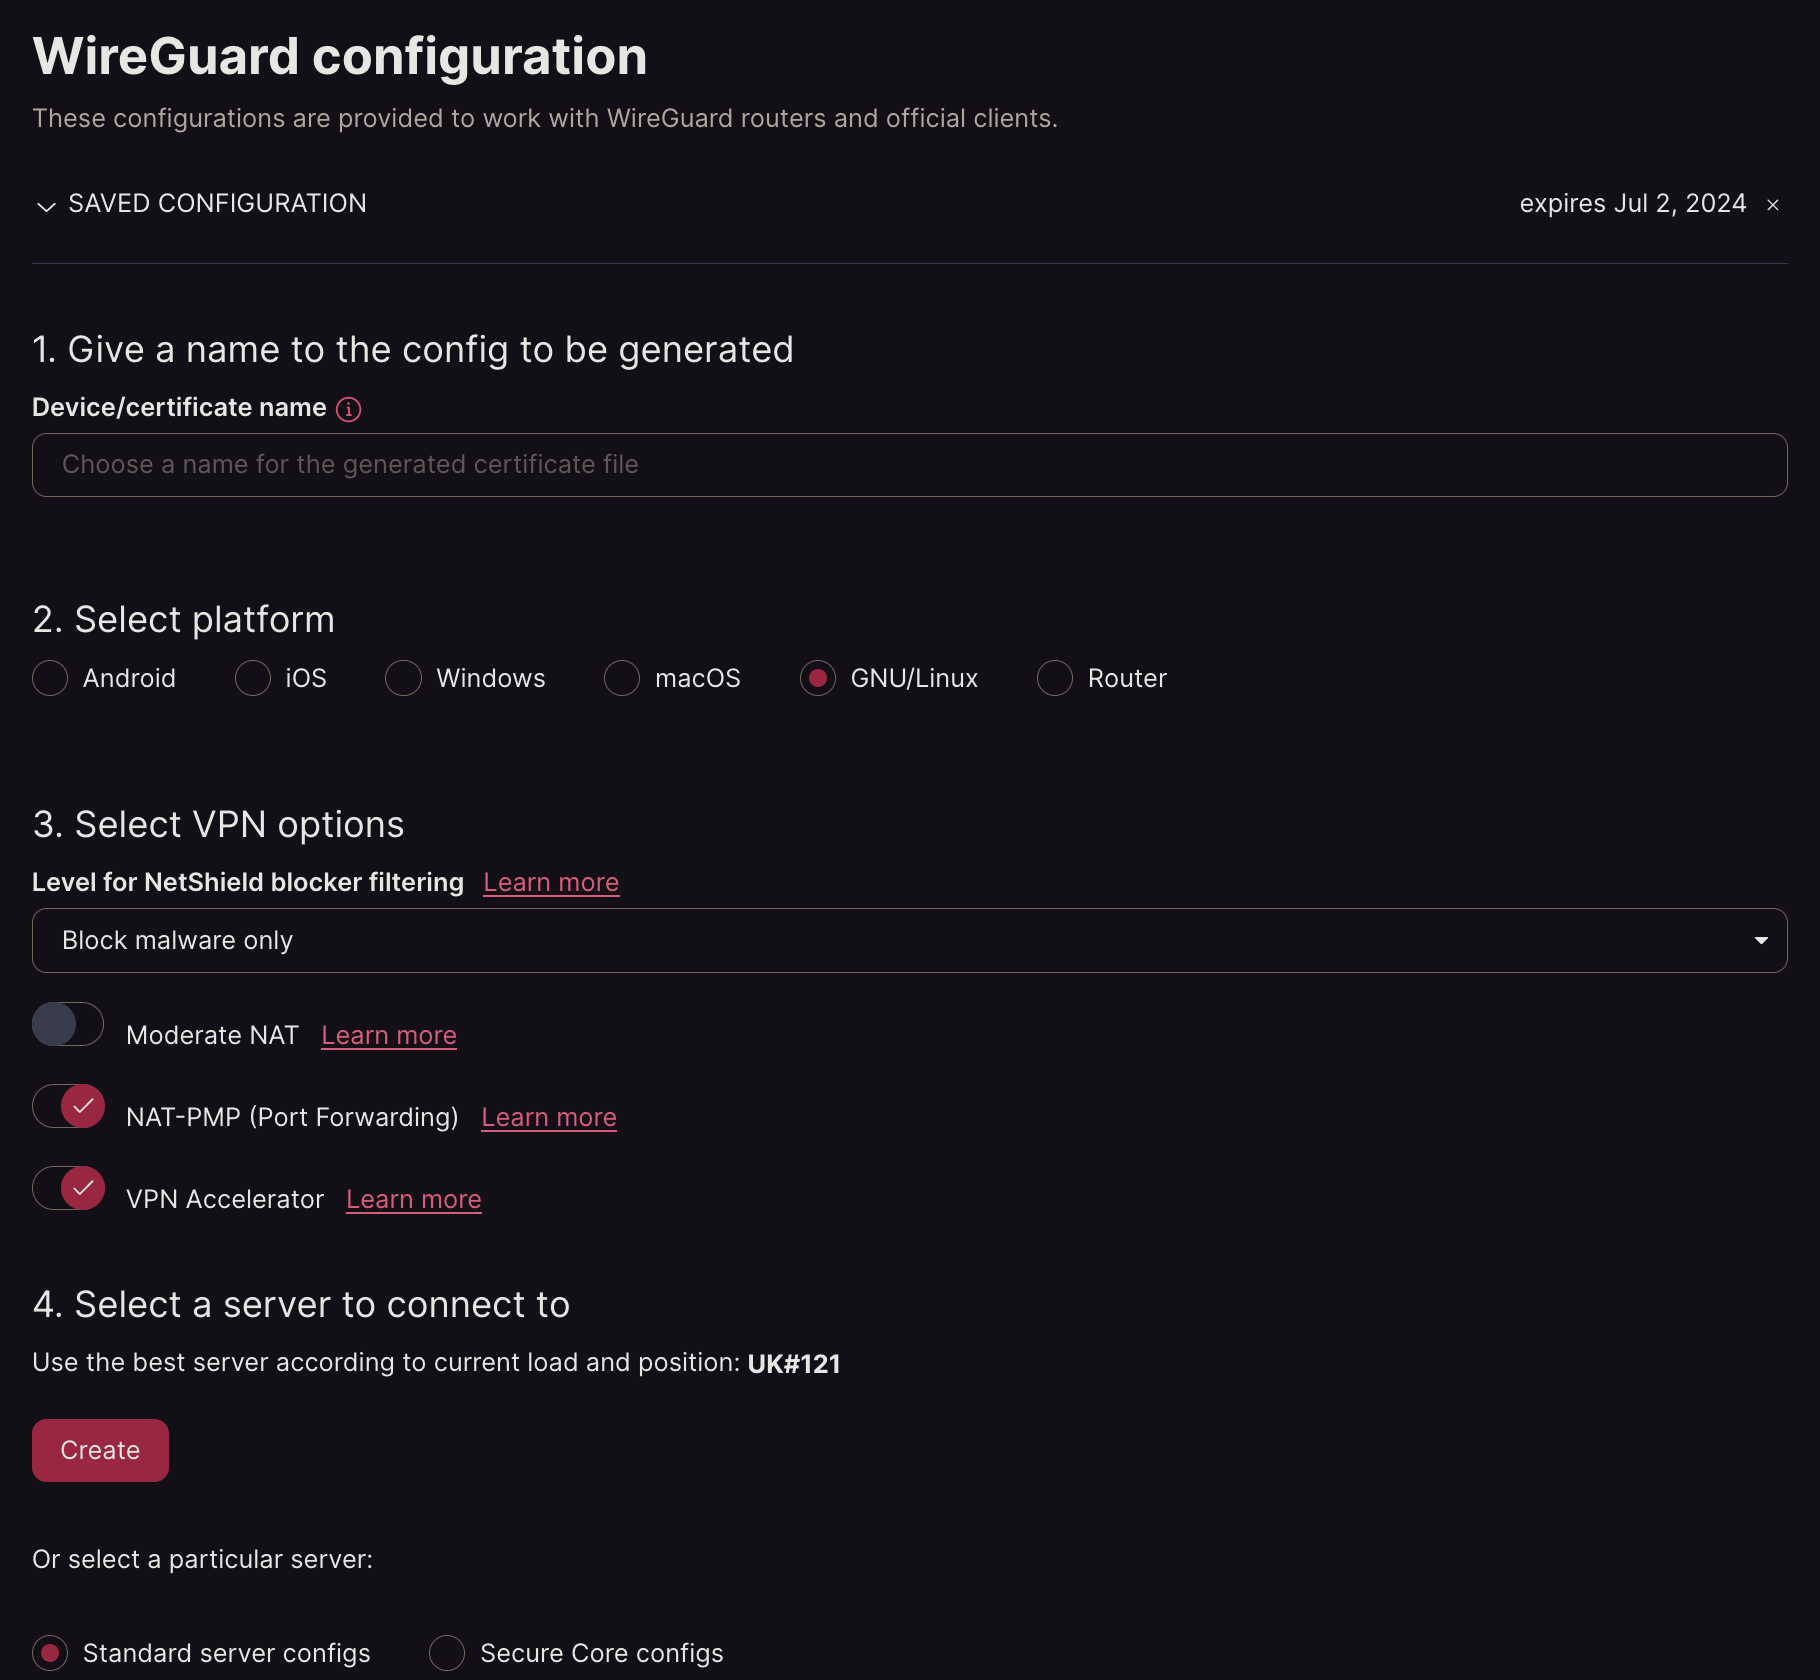 WireGuard configuration
These configurations are provided to work with WireGuard routers and official clients.
SAVED CONFIGURATION expires Jul 2, 2024 ×
1. Give a name to the config to be generated
Device/certificate name
Choose a name for the generated certificate file
2. Select platform
Android iOS Windows macOS GNU/Linux Router
3. Select VPN options
Level for NetShield blocker filtering Learn more
Block malware only
Moderate NAT Learn more
NAT-PMP (Port Forwarding) Learn more
VPN Accelerator Learn more
4. Select a server to connect to
Use the best server according to current load and position: UK#121
Create
Or select a particular server:
Standard server configs Secure Core configs